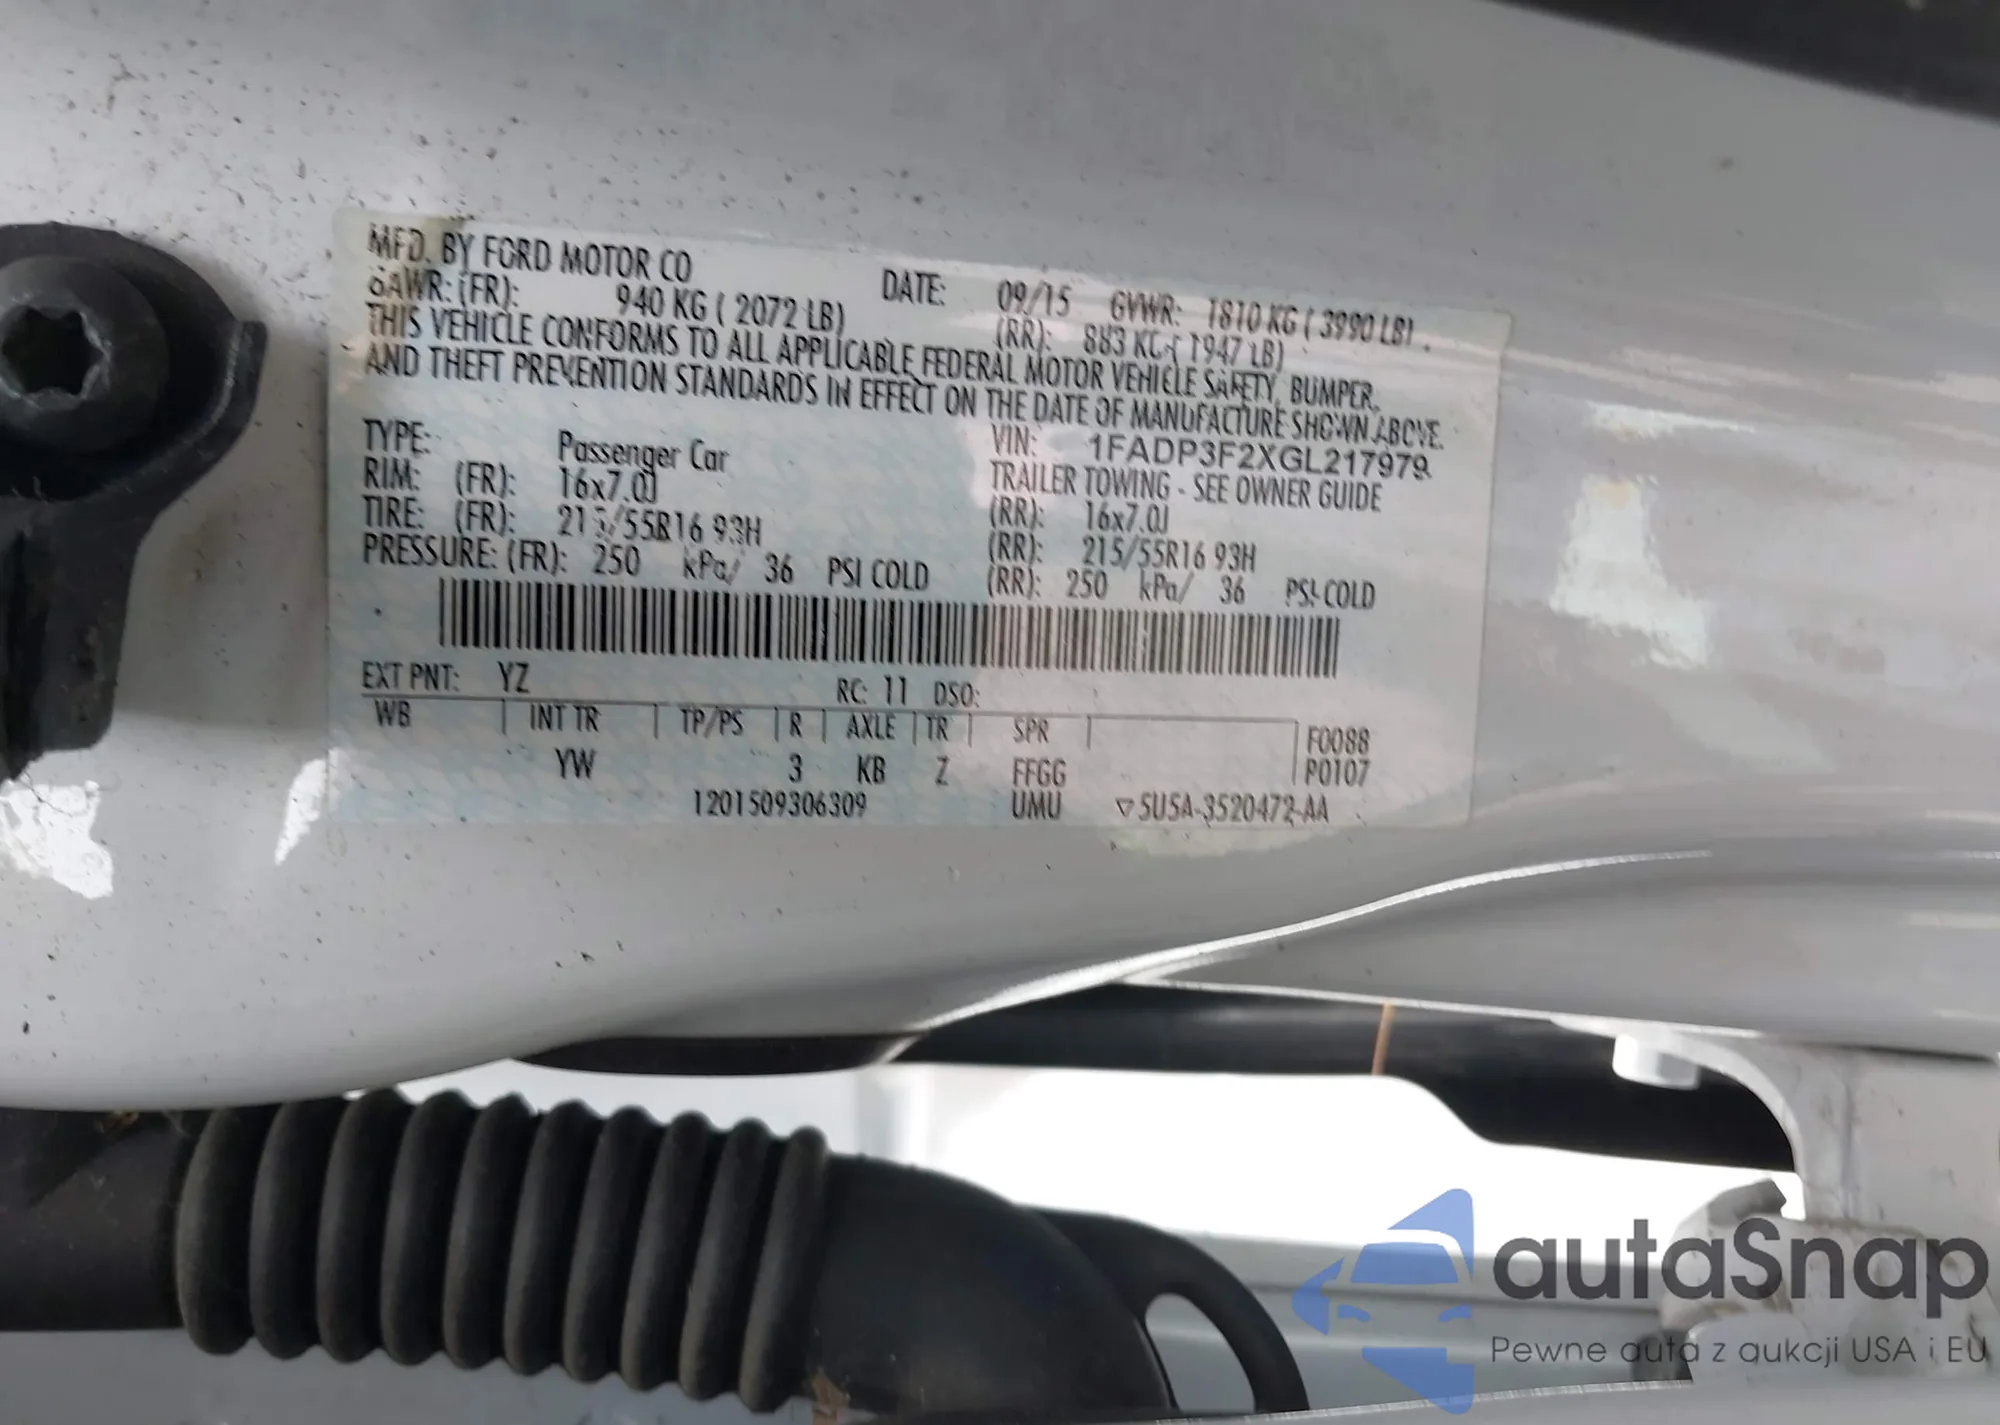 MFD. BY FORD MOTOR CO
DATE: 09/15 GVWR: 1810 KG ( 3990 LB)
GAWR: (FR): 940 KG ( 2072 LB) (RR): 883 KG ( 1947 LB)
THIS VEHICLE CONFORMS TO ALL APPLICABLE FEDERAL MOTOR VEHICLE SAFETY, BUMPER,
AND THEFT PREVENTION STANDARDS IN EFFECT ON THE DATE OF MANUFACTURE SHOWN ABOVE.
VIN: 1FADP3F2XGL217979
TYPE: Passenger Car TRAILER TOWING - SEE OWNER GUIDE
RIM: (FR): 16x7.0J (RR): 16x7.0J
TIRE: (FR): 215/55R16 93H (RR): 215/55R16 93H
PRESSURE: (FR): 250 kPa/ 36 PSI COLD (RR): 250 kPa/ 36 PSI COLD
EXT PNT: YZ RC: 11 DSO:
WB | INT TR | TP/PS | R | AXLE | TR | SPR | | F0088
YW 3 KB Z FFGG P0107
1201509306309 UMU ▽5U5A-3520472-AA
autaSnap
Pewne auta z aukcji USA i EU